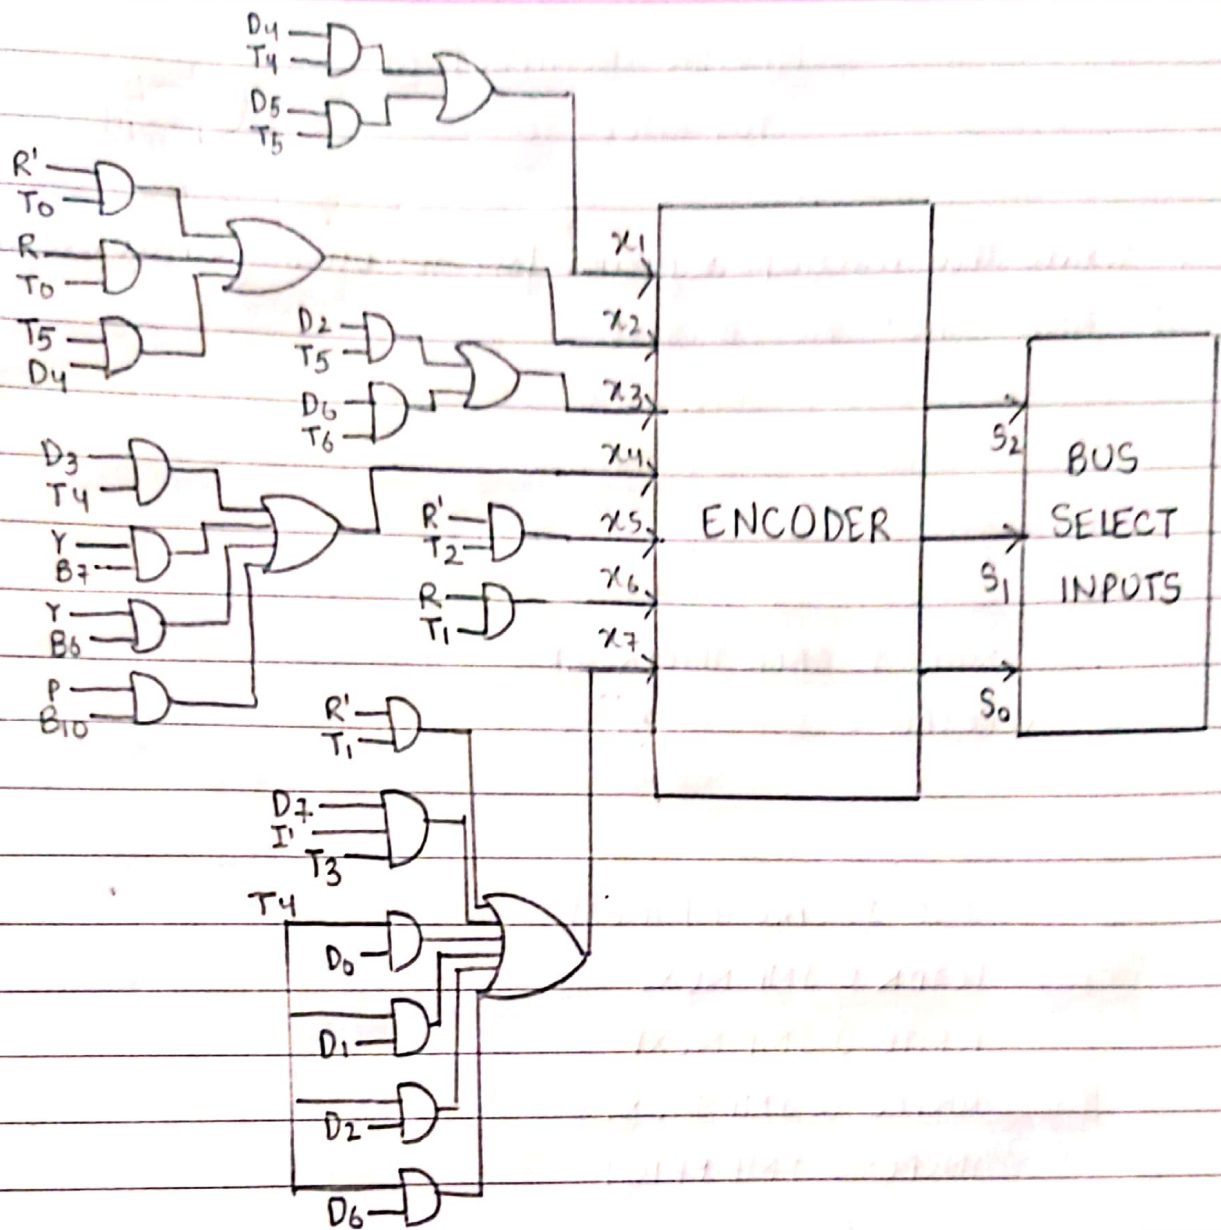 D4
T4
D5
T5
R'
T0
R
T0
T5
D4
D2
T5
D6
T6
D3
T4
Y
B7
Y
B6
P
B10
R'
T2
R
T1
R'
T1
D7
I'
T3
T4
D0
D1
D2
D6
x1
x2
x3
x4
x5
x6
x7
ENCODER
S2
S1
S0
BUS
SELECT
INPUTS